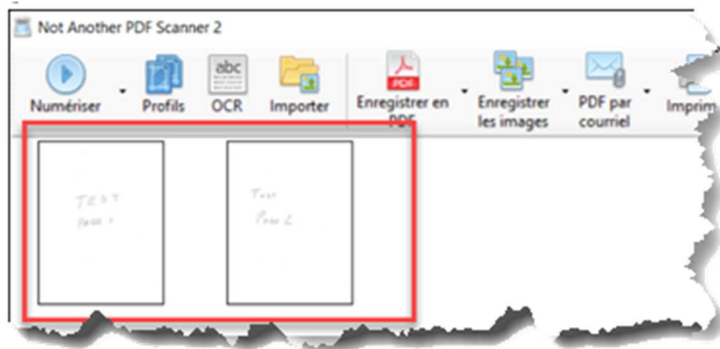 Not Another PDF Scanner 2
abc
PDF
Numériser Profils OCR Importer Enregistrer en PDF Enregistrer les images PDF par courriel Imprim
TEST
PAGE 1
Test
Page 2